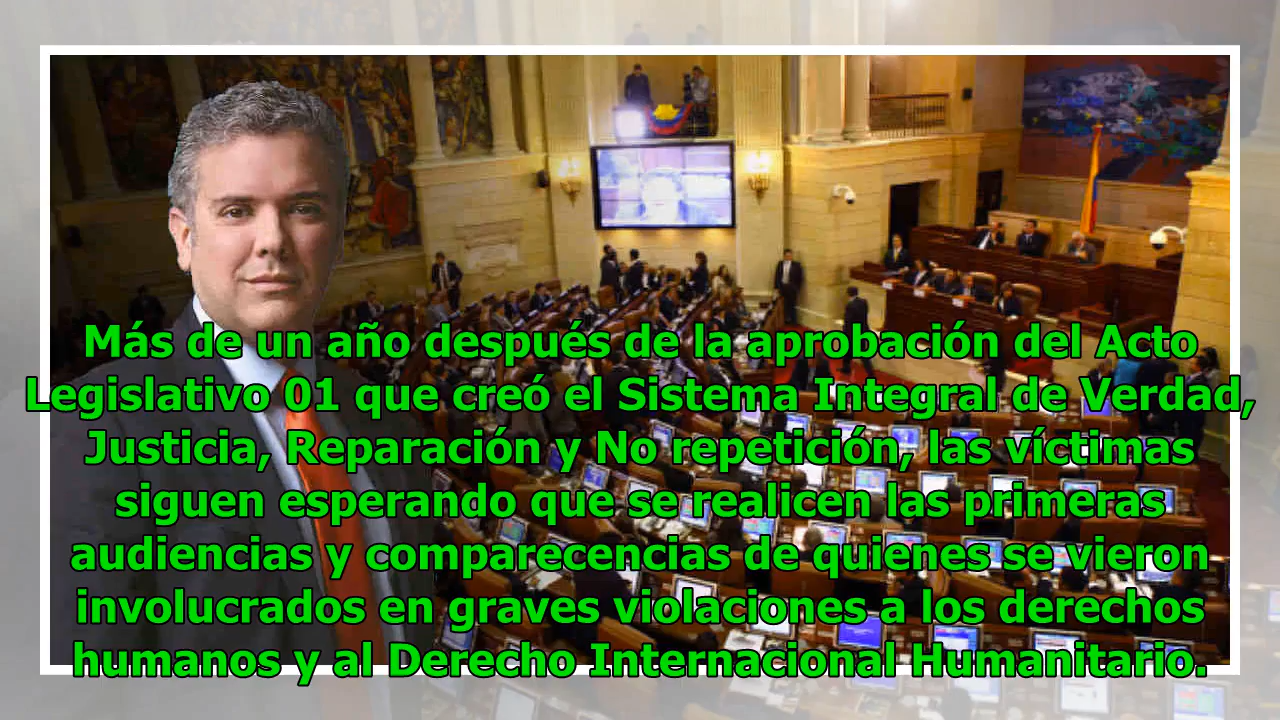 Más de un año después de la aprobación del Acto
Legislativo 01 que creó el Sistema Integral de Verdad,
Justicia, Reparación y No repetición, las víctimas
siguen esperando que se realicen las primeras
audiencias y comparecencias de quienes se vieron
involucrados en graves violaciones a los derechos
humanos y al Derecho Internacional Humanitario.